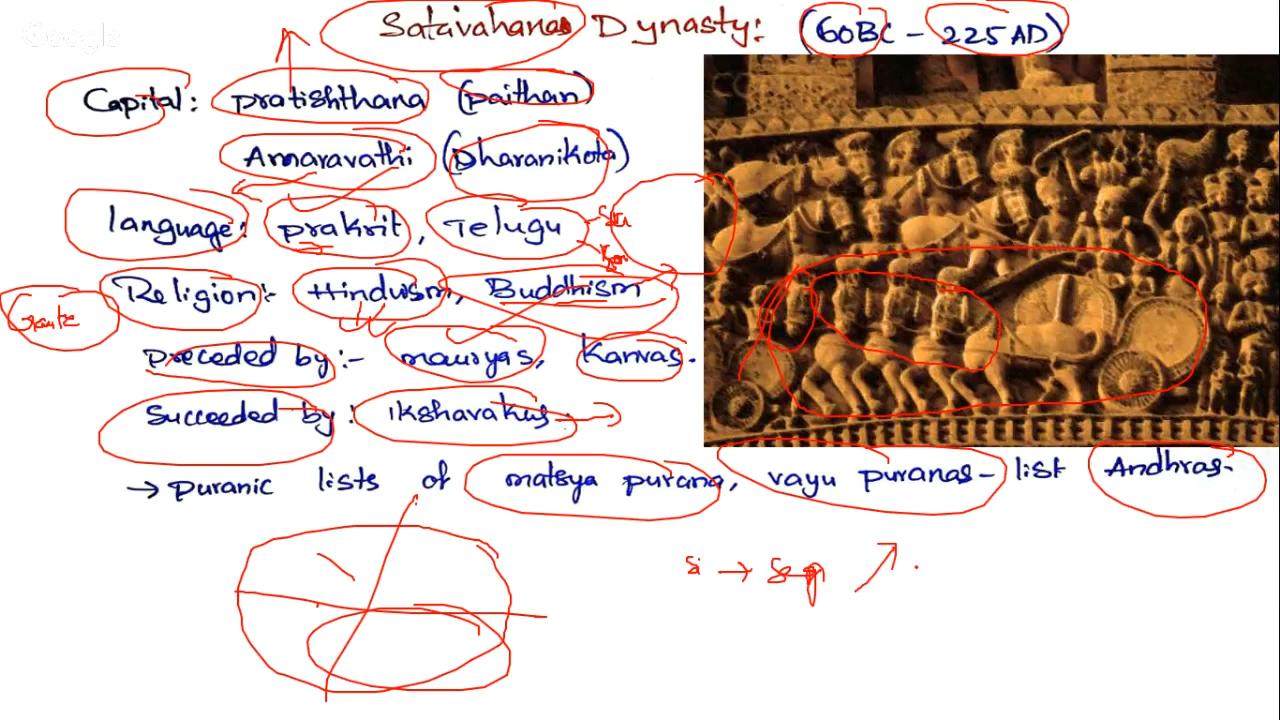 Google
Satavahanas Dynasty: (60BC - 225AD)
Capital: pratishthana (paithan)
Amaravathi (Dharanikota)
language: prakrit, Telugu
Religion:- Hinduism, Buddhism
preceded by:- mauryas, Kanvas.
Succeeded by: ikshavakus
→ puranic lists of matsya purana, vayu puranas - list Andhras-